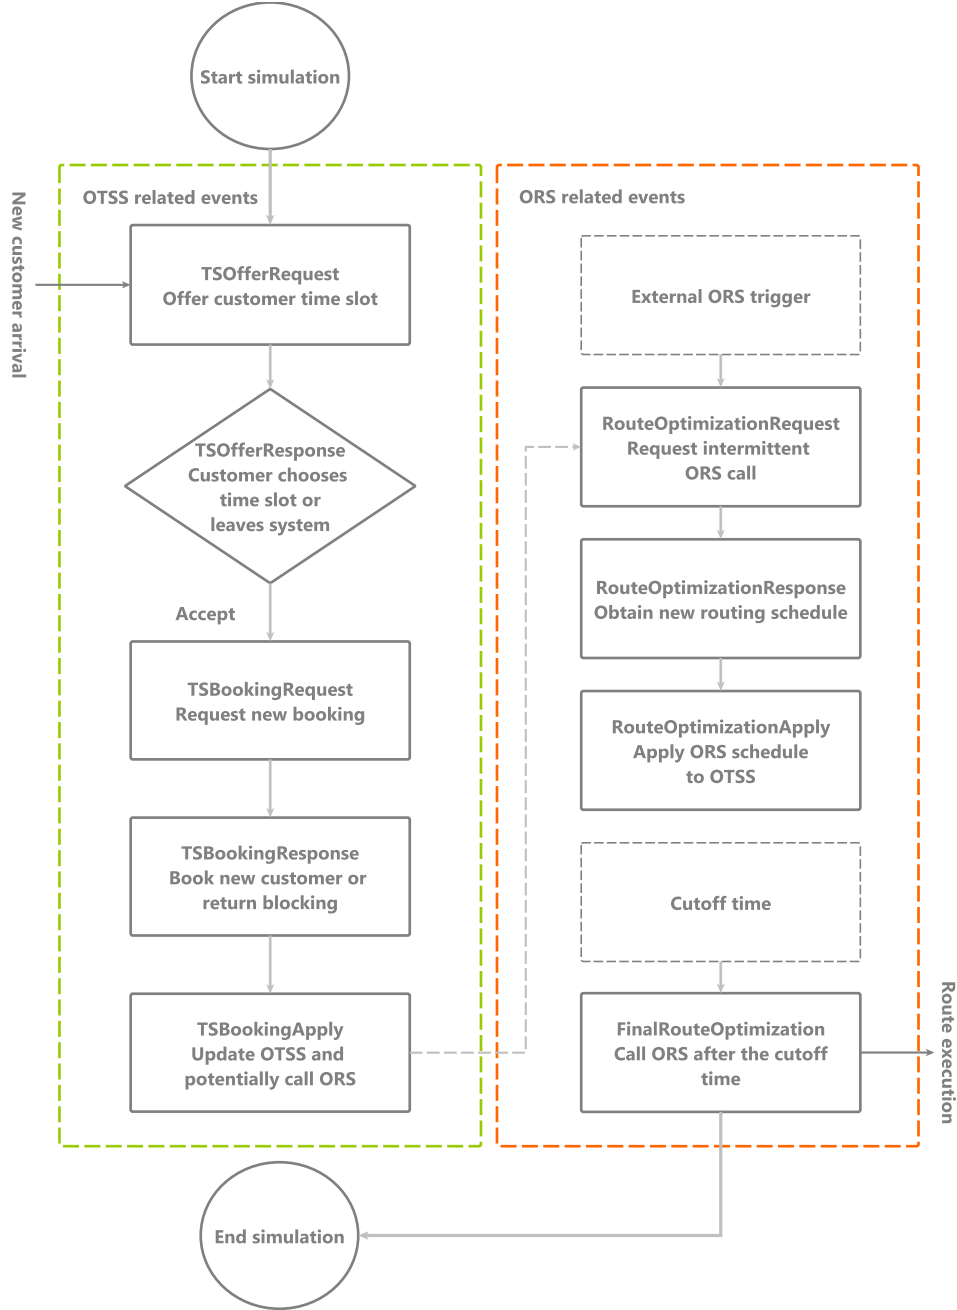 Start simulation
OTSS related events
New customer arrival
TSOfferRequest
Offer customer time slot
TSOfferResponse
Customer chooses
time slot or
leaves system
Accept
TSBookingRequest
Request new booking
TSBookingResponse
Book new customer or
return blocking
TSBookingApply
Update OTSS and
potentially call ORS
ORS related events
External ORS trigger
RouteOptimizationRequest
Request intermittent
ORS call
RouteOptimizationResponse
Obtain new routing schedule
RouteOptimizationApply
Apply ORS schedule
to OTSS
Cutoff time
FinalRouteOptimization
Call ORS after the cutoff
time
Route execution
End simulation